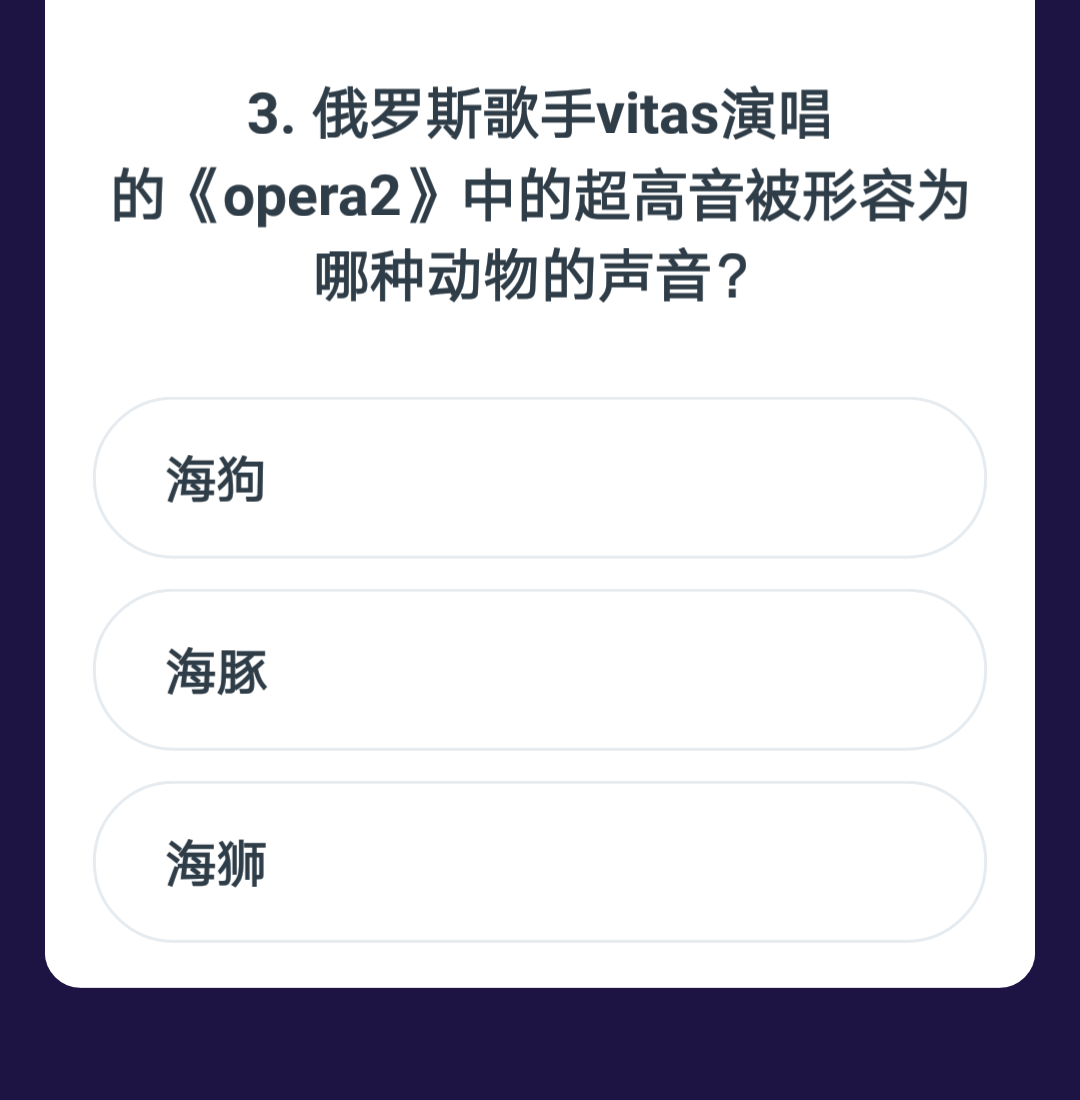 3. 俄罗斯歌手vitas演唱
的《opera2》中的超高音被形容为
哪种动物的声音？
海狗
海豚
海狮